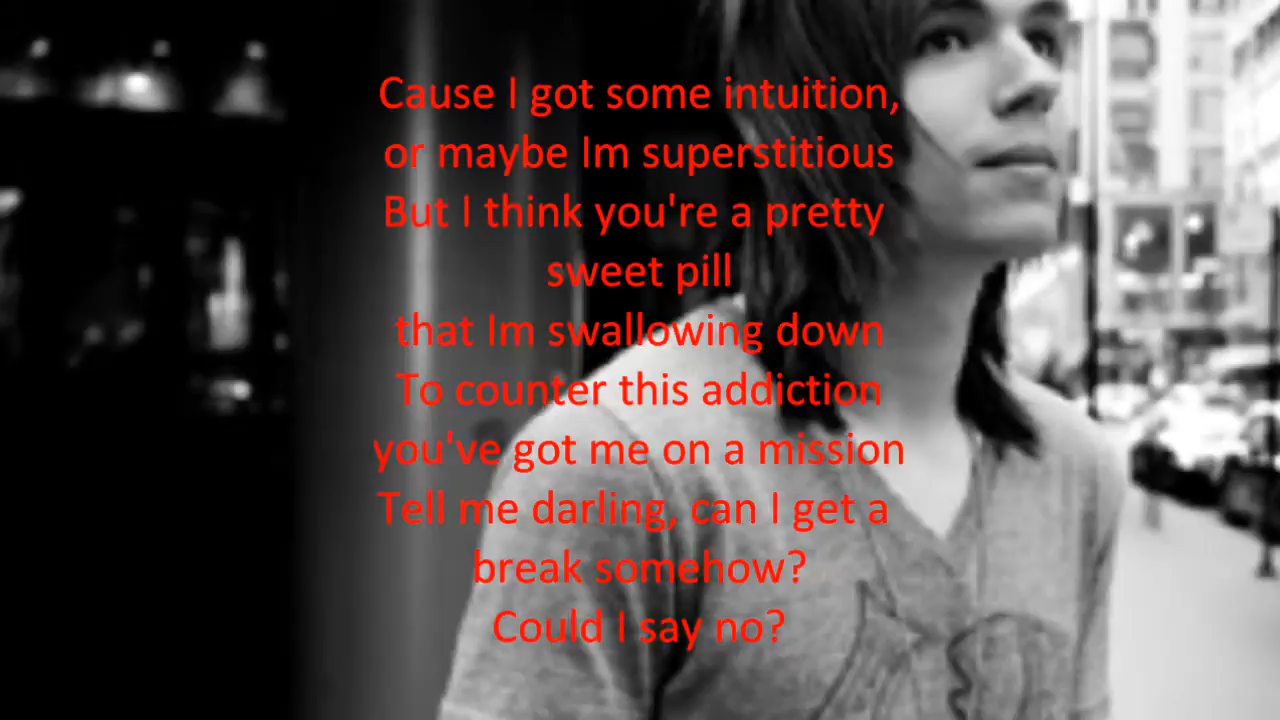 Cause I got some intuition,
or maybe Im superstitious
But I think you're a pretty
sweet pill
that Im swallowing down
To counter this addiction
you've got me on a mission
Tell me darling, can I get a
break somehow?
Could I say no?